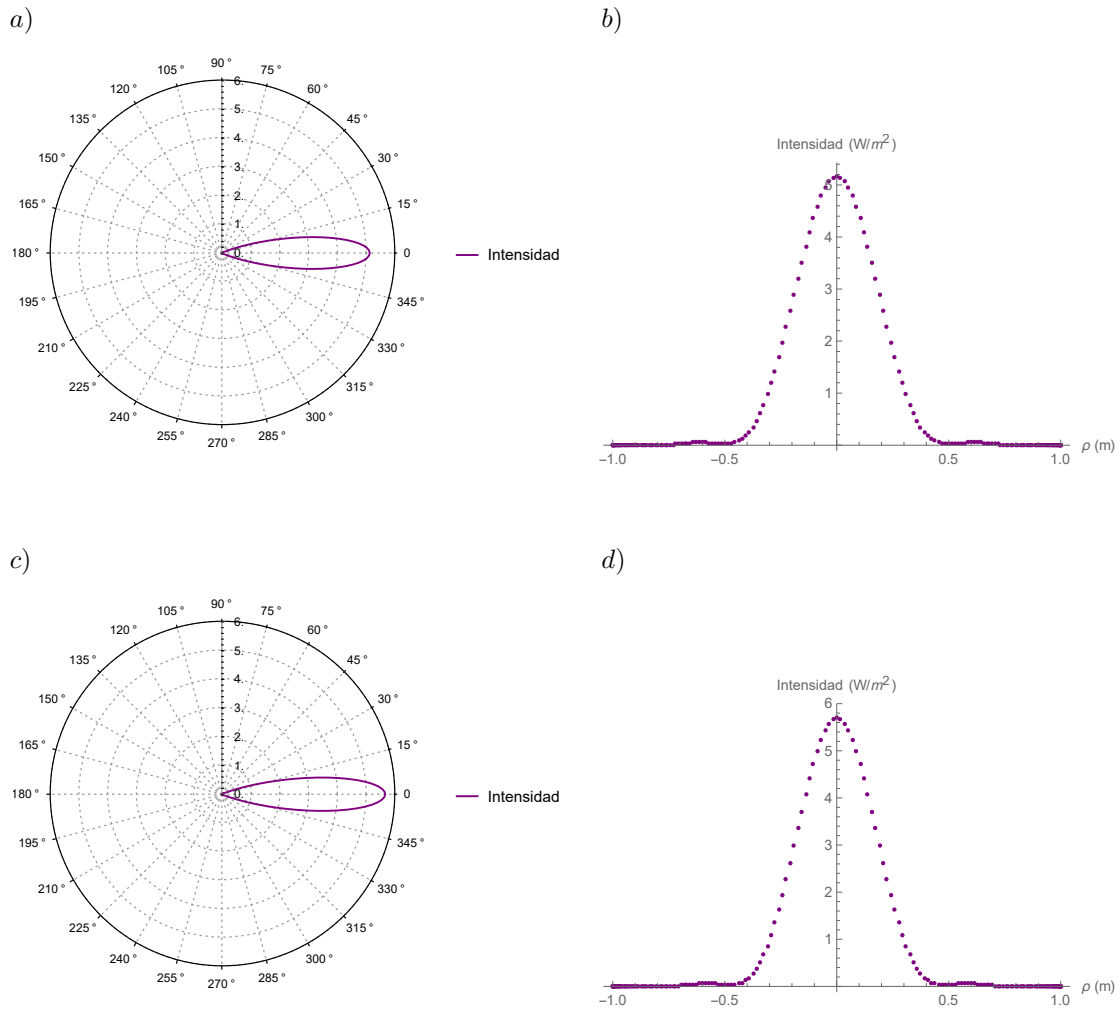 a)
90 °
105 ° 75 °
120 ° 60 °
135 ° 45 °
150 ° 30 °
165 ° 15 °
180 ° 0
195 ° 345 °
210 ° 330 °
225 ° 315 °
240 ° 300 °
255 ° 285 °
270 °
6.
5.
4.
3.
2.
1.
0.
Intensidad
b)
Intensidad (W/m²)
5
4
3
2
1
−1.0 −0.5 0.5 1.0 ρ (m)
c)
90 °
105 ° 75 °
120 ° 60 °
135 ° 45 °
150 ° 30 °
165 ° 15 °
180 ° 0
195 ° 345 °
210 ° 330 °
225 ° 315 °
240 ° 300 °
255 ° 285 °
270 °
6.
5.
4.
3.
2.
1.
0.
Intensidad
d)
Intensidad (W/m²)
6
5
4
3
2
1
−1.0 −0.5 0.5 1.0 ρ (m)